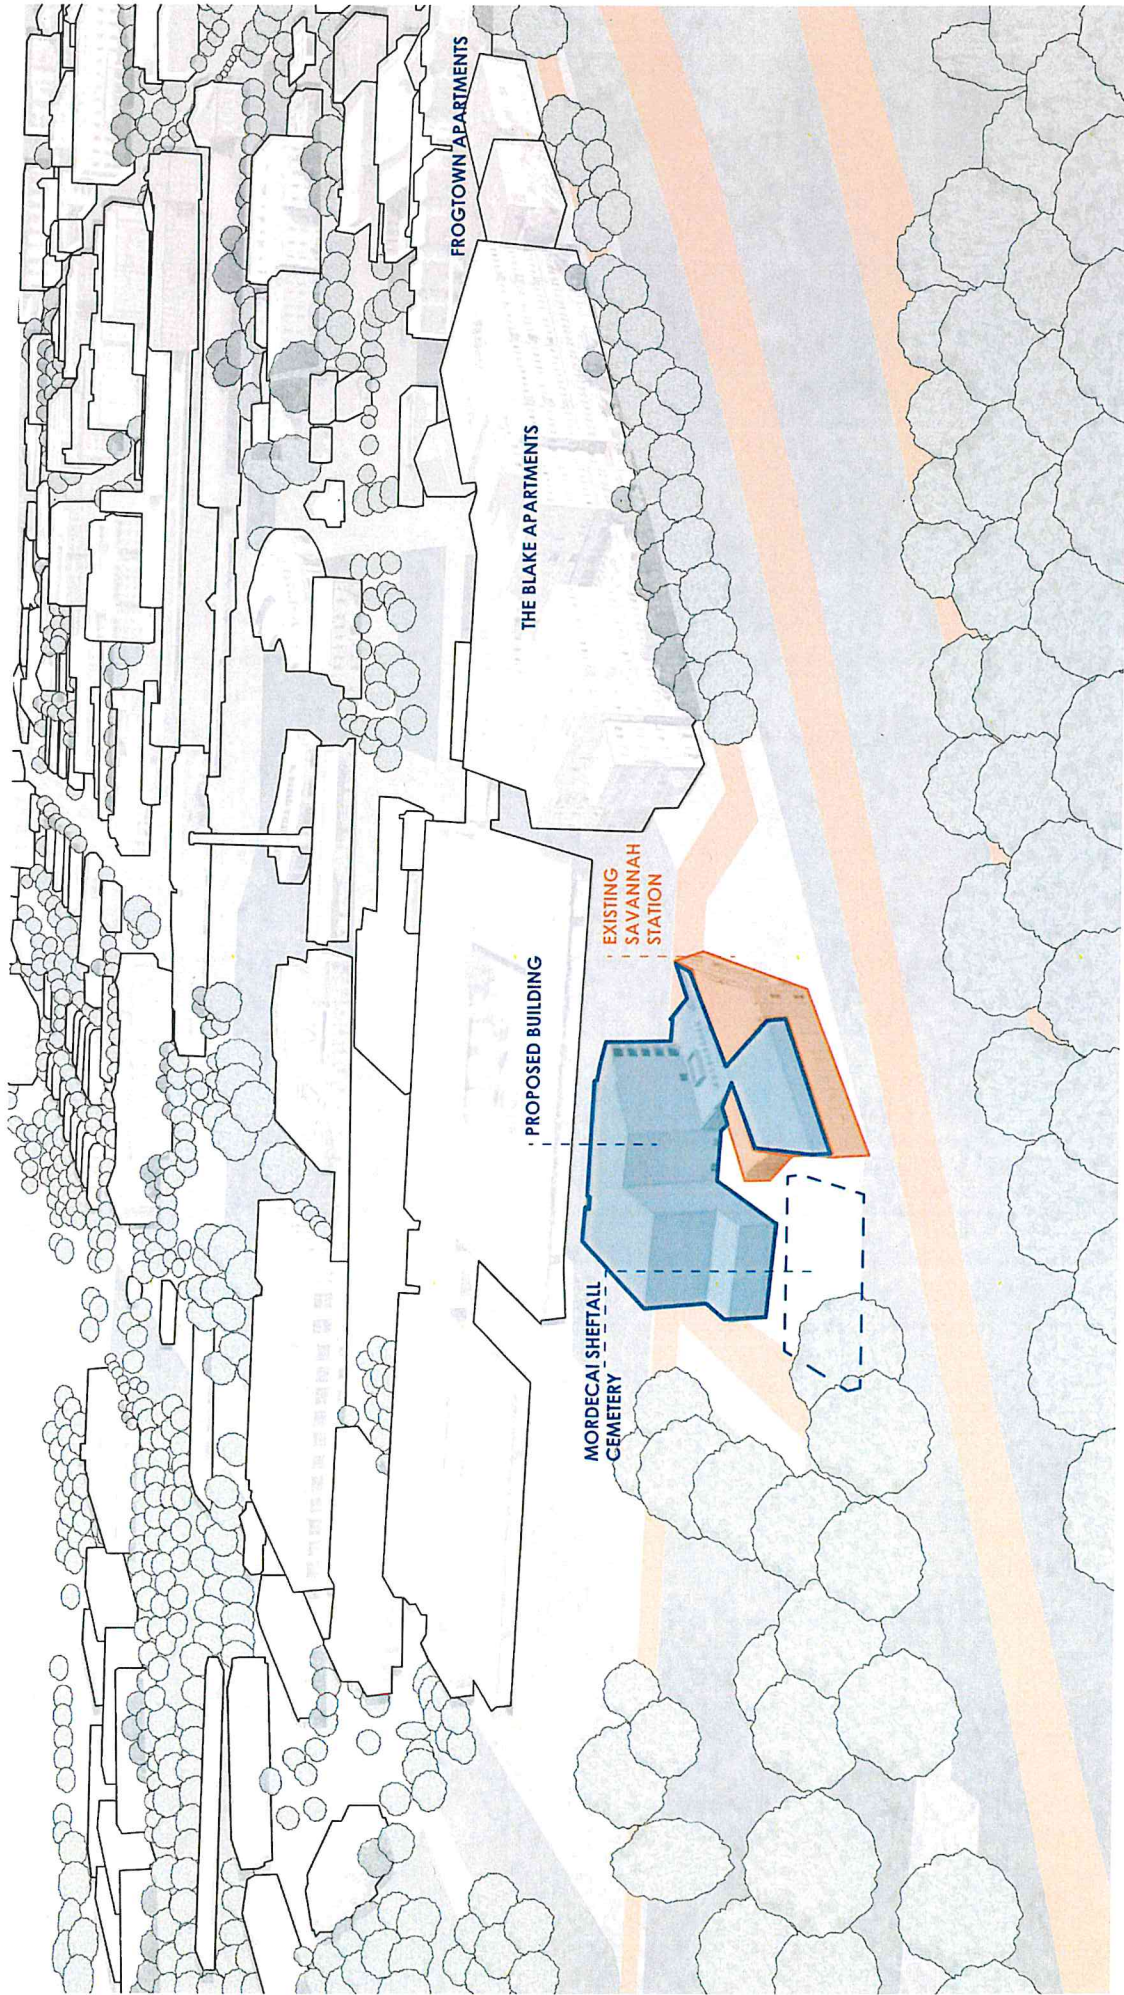 FROGTOWN APARTMENTS
THE BLAKE APARTMENTS
EXISTING
SAVANNAH
STATION
PROPOSED BUILDING
MORDECAI SHEFTALL
CEMETERY